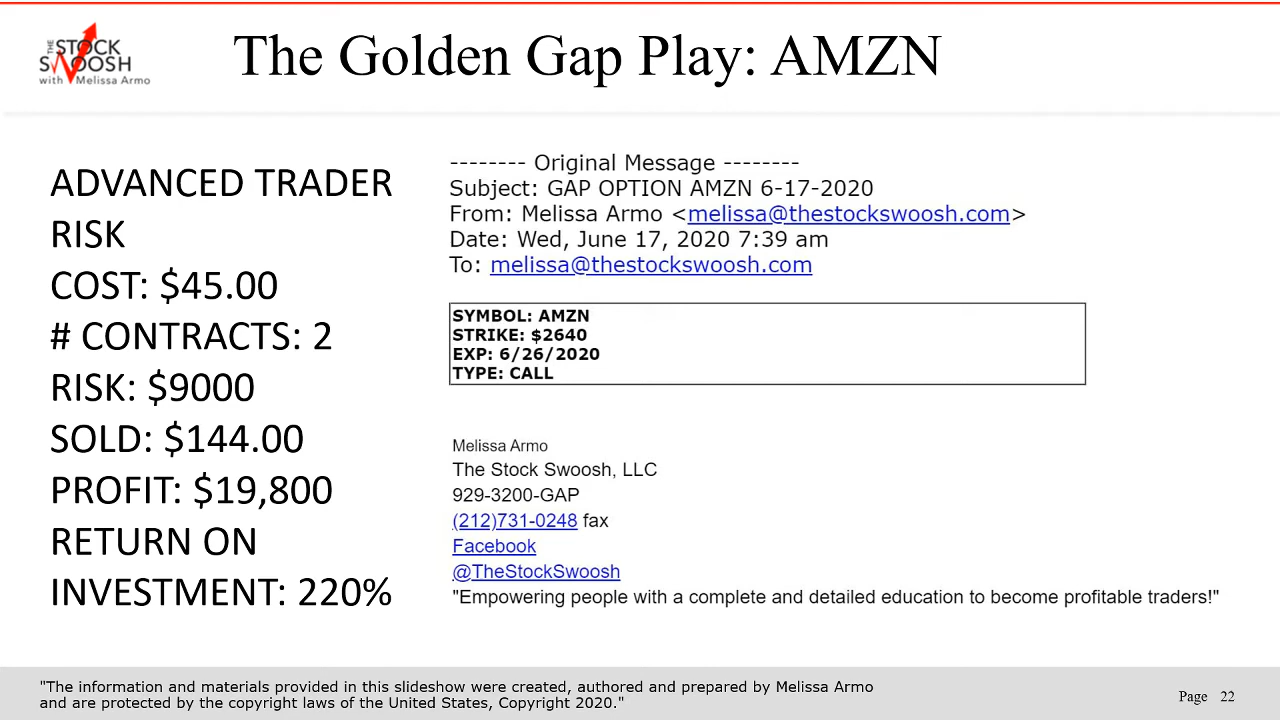 THE STOCK
SWOOSH
with Melissa Armo
The Golden Gap Play: AMZN
ADVANCED TRADER
RISK
COST: $45.00
# CONTRACTS: 2
RISK: $9000
SOLD: $144.00
PROFIT: $19,800
RETURN ON
INVESTMENT: 220%
-------- Original Message --------
Subject: GAP OPTION AMZN 6-17-2020
From: Melissa Armo <melissa@thestockswoosh.com>
Date: Wed, June 17, 2020 7:39 am
To: melissa@thestockswoosh.com
SYMBOL: AMZN
STRIKE: $2640
EXP: 6/26/2020
TYPE: CALL
Melissa Armo
The Stock Swoosh, LLC
929-3200-GAP
(212)731-0248 fax
Facebook
@TheStockSwoosh
"Empowering people with a complete and detailed education to become profitable traders!"
"The information and materials provided in this slideshow were created, authored and prepared by Melissa Armo
and are protected by the copyright laws of the United States, Copyright 2020."
Page 22